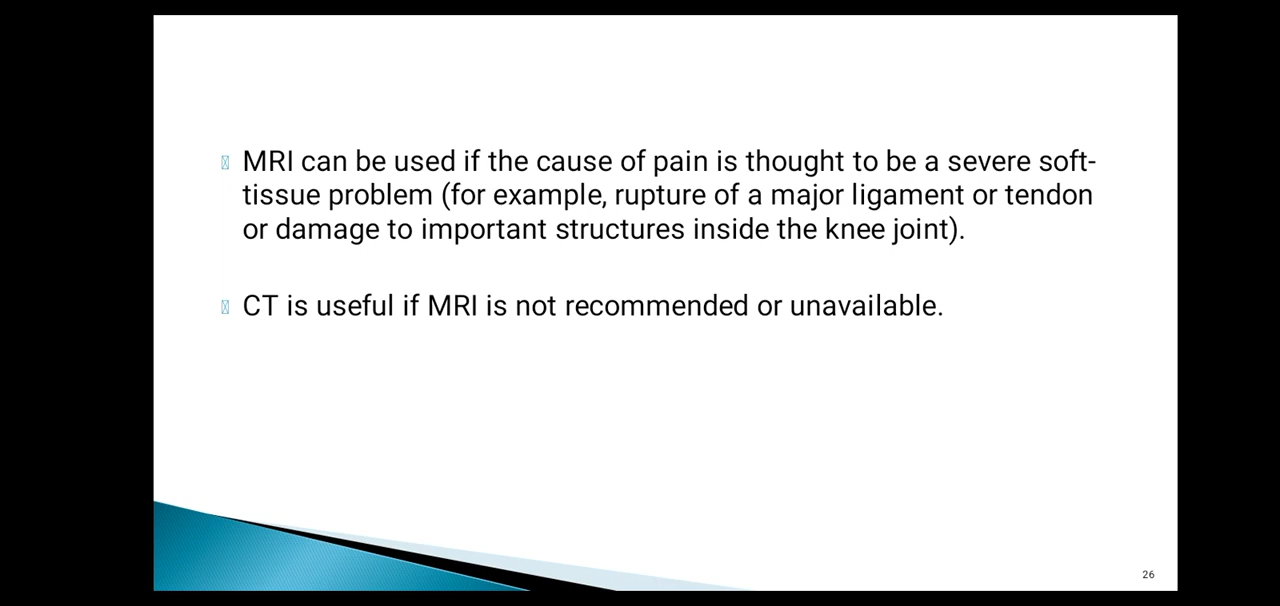 MRI can be used if the cause of pain is thought to be a severe soft-
tissue problem (for example, rupture of a major ligament or tendon
or damage to important structures inside the knee joint).
CT is useful if MRI is not recommended or unavailable.
26